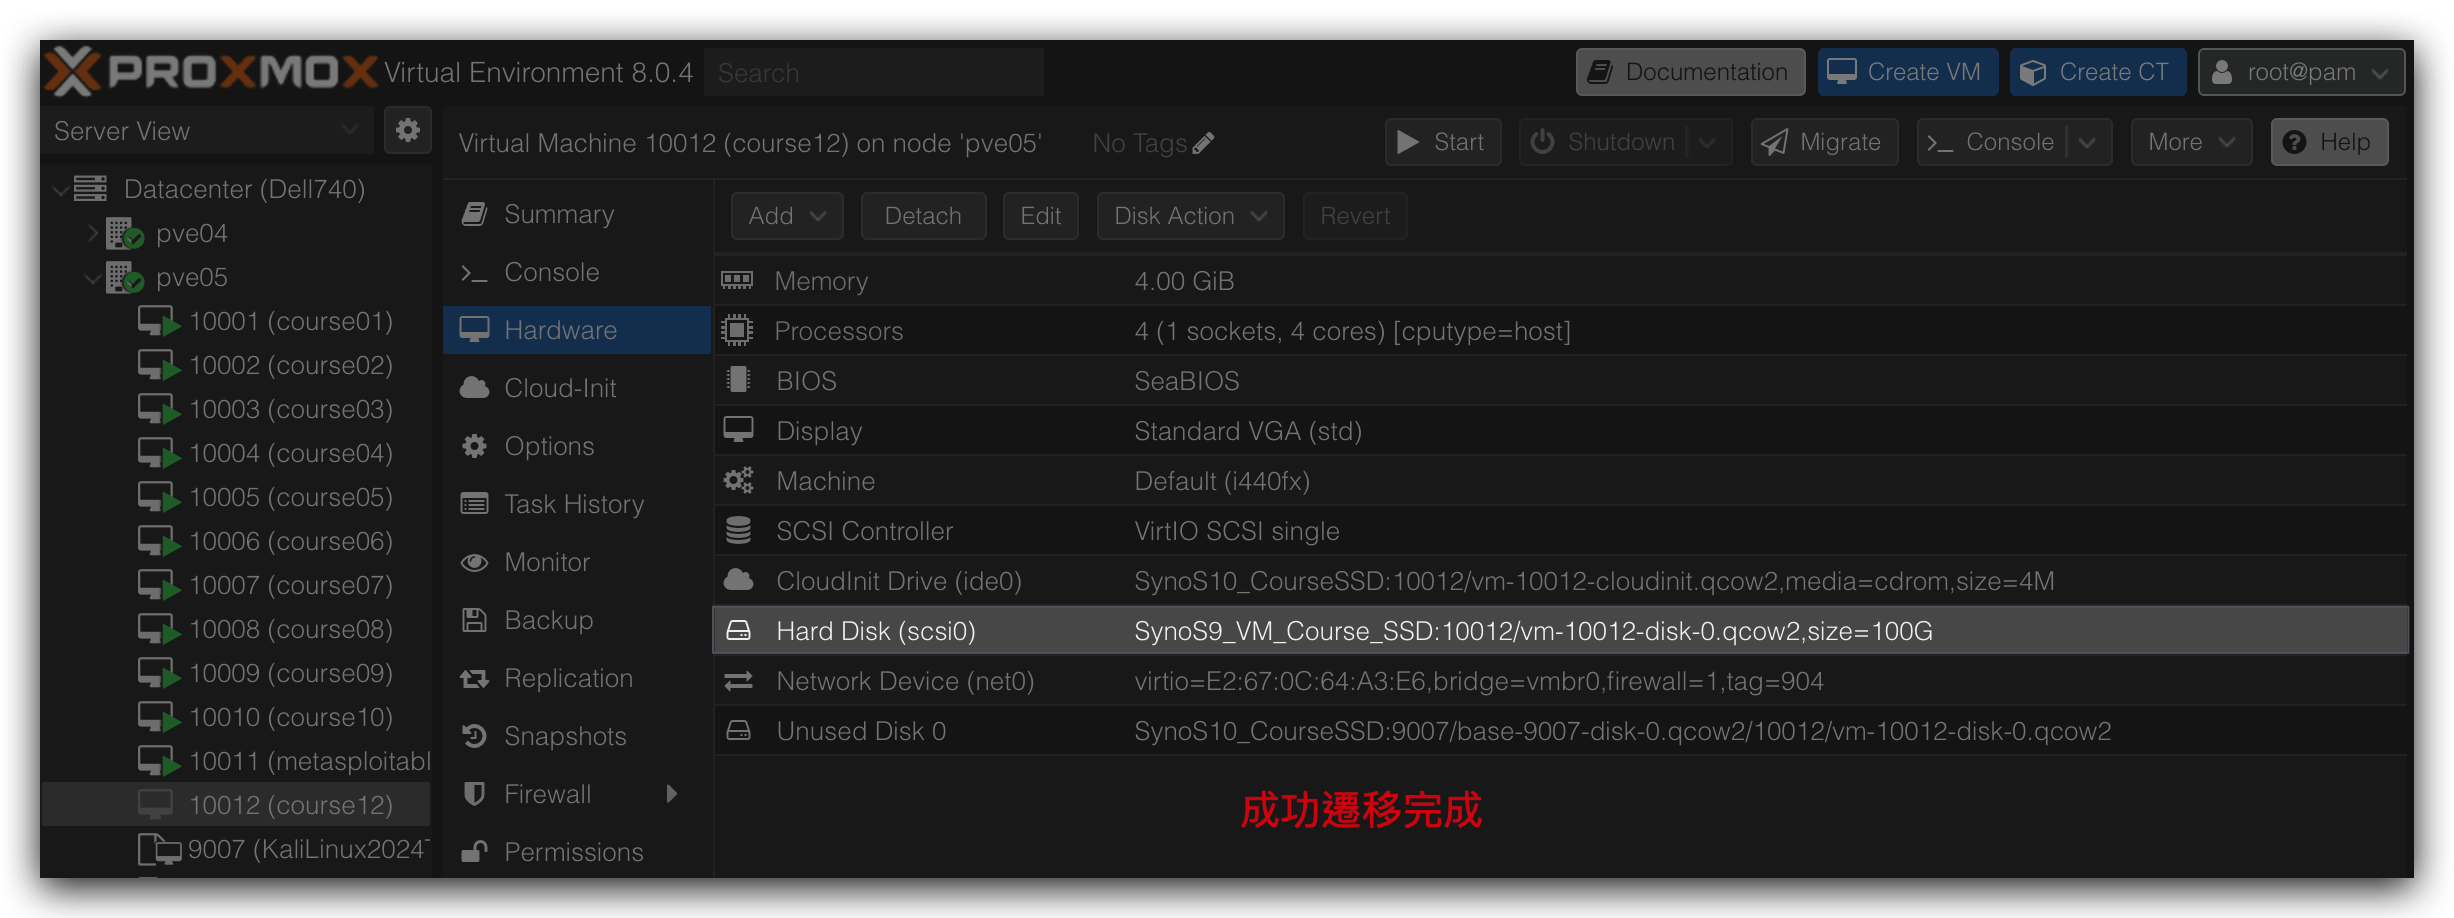 PROXMOX Virtual Environment 8.0.4 Search Documentation Create VM Create CT root@pam
Server View
Virtual Machine 10012 (course12) on node 'pve05' No Tags Start Shutdown Migrate Console More Help
Datacenter (Dell740)
pve04
pve05
10001 (course01)
10002 (course02)
10003 (course03)
10004 (course04)
10005 (course05)
10006 (course06)
10007 (course07)
10008 (course08)
10009 (course09)
10010 (course10)
10011 (metasploitabl
10012 (course12)
9007 (KaliLinux2024
Summary
Console
Hardware
Cloud-Init
Options
Task History
Monitor
Backup
Replication
Snapshots
Firewall
Permissions
Add Detach Edit Disk Action Revert
Memory 4.00 GiB
Processors 4 (1 sockets, 4 cores) [cputype=host]
BIOS SeaBIOS
Display Standard VGA (std)
Machine Default (i440fx)
SCSI Controller VirtIO SCSI single
CloudInit Drive (ide0) SynoS10_CourseSSD:10012/vm-10012-cloudinit.qcow2,media=cdrom,size=4M
Hard Disk (scsi0) SynoS9_VM_Course_SSD:10012/vm-10012-disk-0.qcow2,size=100G
Network Device (net0) virtio=E2:67:0C:64:A3:E6,bridge=vmbr0,firewall=1,tag=904
Unused Disk 0 SynoS10_CourseSSD:9007/base-9007-disk-0.qcow2/10012/vm-10012-disk-0.qcow2
成功遷移完成